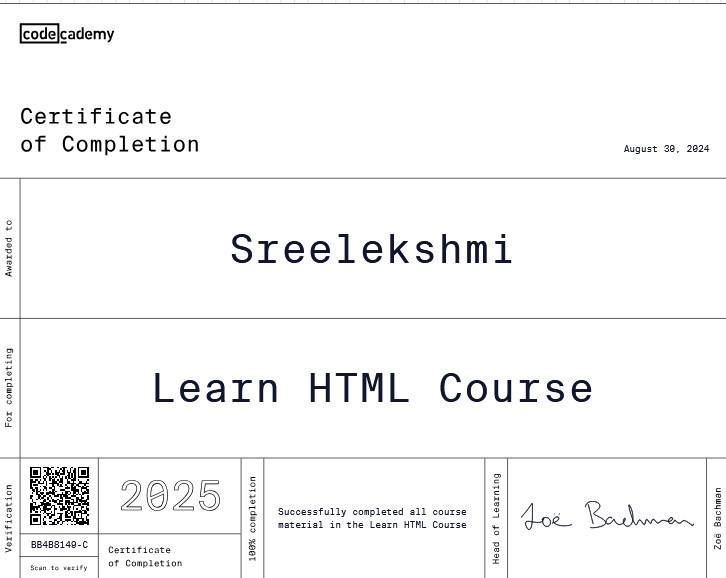 codecademy
Certificate
of Completion
August 30, 2024
Awarded to
Sreelekshmi
For completing
Learn HTML Course
Verification
BB4B8149-C
Scan to verify
2025
Certificate
of Completion
100% completion
Successfully completed all course
material in the Learn HTML Course
Head of Learning
Zoë Bachman
Zoë Bachman